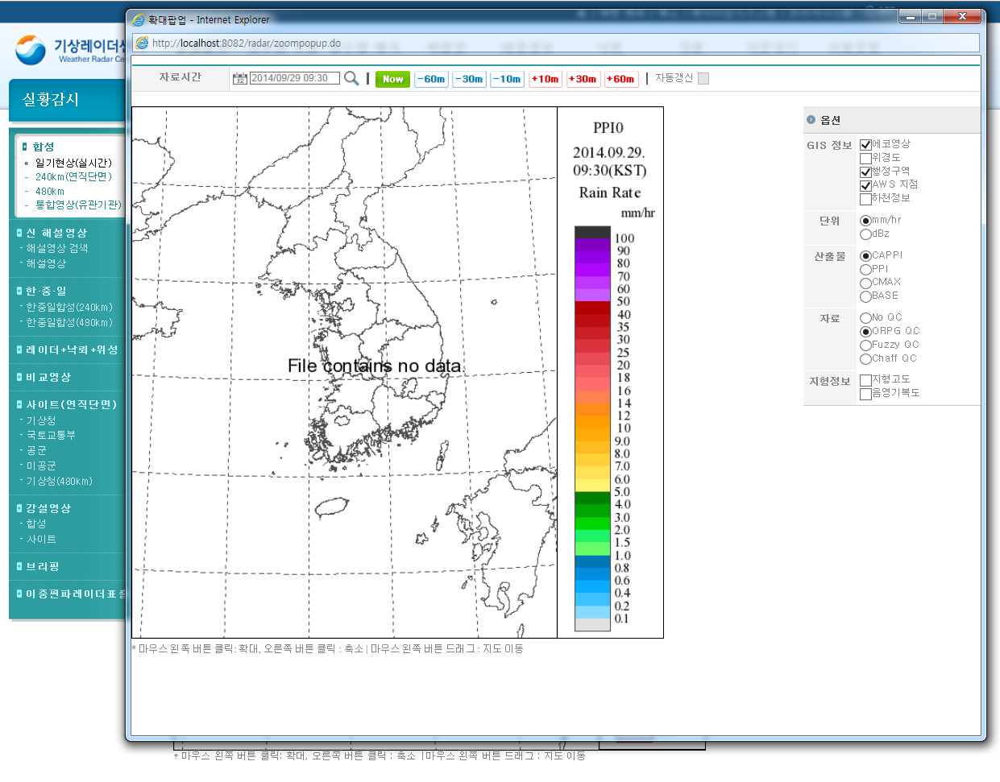 확대팝업 - Internet Explorer
http://localhost:8082/radar/zoompopup.do
기상레이더
Weather Radar Ce
실황감시
합성
일기현상(실시간)
- 240km(연직단면)
- 480km
- 통합영상(유관기관)
신 해설영상
- 해설영상 검색
- 해설영상
한·중·일
- 한중일합성(240km)
- 한중일합성(480km)
레이더+낙뢰+위성
비교영상
사이트(연직단면)
- 기상청
- 국토교통부
- 공군
- 미공군
- 기상청(480km)
강설영상
- 합성
- 사이트
브리핑
이중편파레이더표출
자료시간
12
2014/09/29 09:30
Now
-60m
-30m
-10m
+10m
+30m
+60m
자동갱신
File contains no data.
PPI0
2014.09.29.
09:30(KST)
Rain Rate
mm/hr
100
90
80
70
60
50
40
35
30
25
20
18
16
14
12
10
9.0
8.0
7.0
6.0
5.0
4.0
3.0
2.0
1.5
1.0
0.8
0.6
0.4
0.2
0.1
* 마우스 왼쪽 버튼 클릭: 확대, 오른쪽 버튼 클릭 : 축소 | 마우스 왼쪽 버튼 드래그 : 지도 이동
옵션
GIS 정보
에코영상
위경도
행정구역
AWS 지점
하천정보
단위
mm/hr
dBz
산출물
CAPPI
PPI
CMAX
BASE
자료
No QC
ORPG QC
Fuzzy QC
Chaff QC
지형정보
지형고도
음영기복도
* 마우스 왼쪽 버튼 클릭: 확대, 오른쪽 버튼 클릭 : 축소 | 마우스 왼쪽 버튼 드래그 : 지도 이동